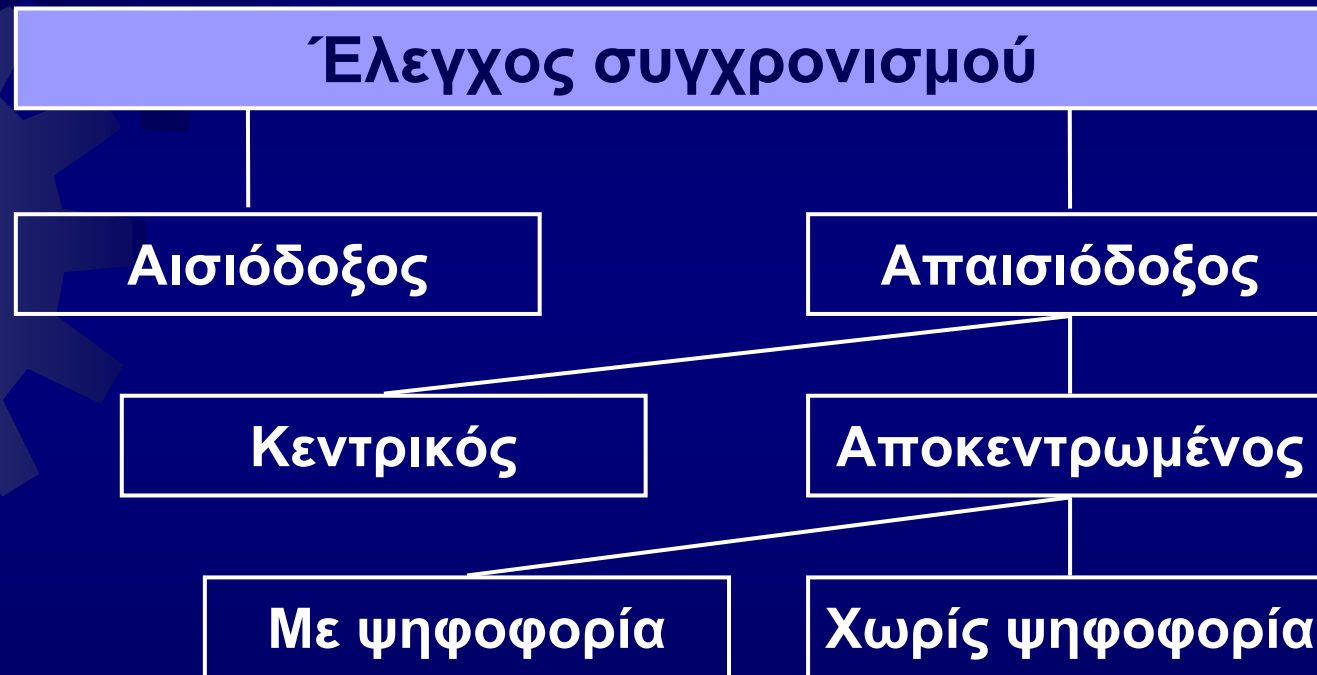 Έλεγχος συγχρονισμού
Αισιόδοξος
Απαισιόδοξος
Κεντρικός
Αποκεντρωμένος
Με ψηφοφορία
Χωρίς ψηφοφορία